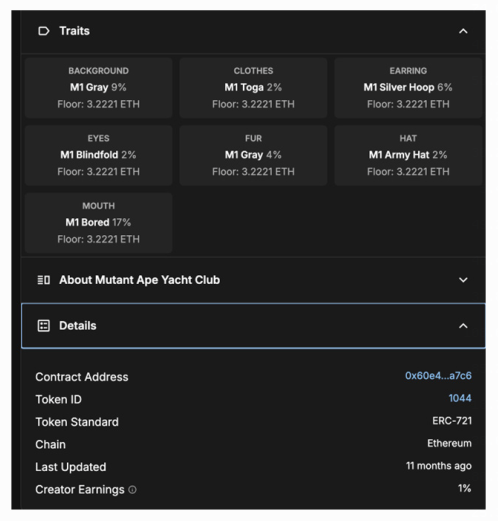 Traits
BACKGROUND
M1 Gray 9%
Floor: 3.2221 ETH
CLOTHES
M1 Toga 2%
Floor: 3.2221 ETH
EARRING
M1 Silver Hoop 6%
Floor: 3.2221 ETH
EYES
M1 Blindfold 2%
Floor: 3.2221 ETH
FUR
M1 Gray 4%
Floor: 3.2221 ETH
HAT
M1 Army Hat 2%
Floor: 3.2221 ETH
MOUTH
M1 Bored 17%
Floor: 3.2221 ETH
About Mutant Ape Yacht Club
Details
Contract Address 0x60e4...a7c6
Token ID 1044
Token Standard ERC-721
Chain Ethereum
Last Updated 11 months ago
Creator Earnings 1%